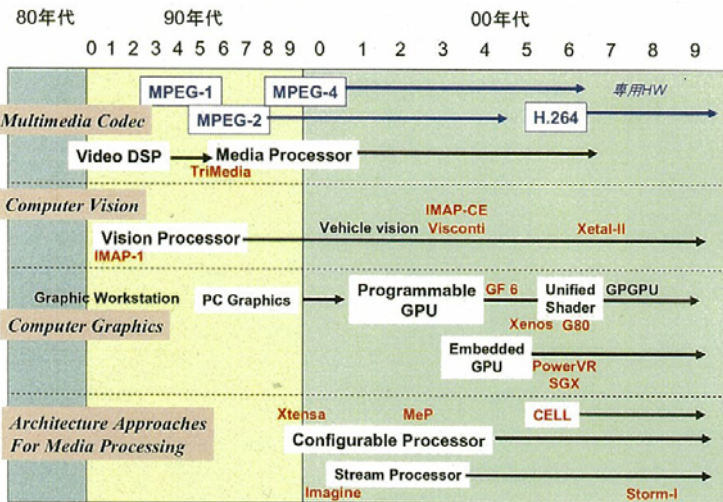 80年代 90年代 00年代
0 1 2 3 4 5 6 7 8 9 0 1 2 3 4 5 6 7 8 9
MPEG-1 MPEG-4 専用HW
Multimedia Codec MPEG-2 H.264
Video DSP Media Processor
TriMedia
Computer Vision
IMAP-CE
Vehicle vision Visconti Xetal-II
Vision Processor
IMAP-1
Graphic Workstation PC Graphics
Programmable
GPU
GF 6
Unified
Shader
GPGPU
Computer Graphics
Xenos G80
Embedded
GPU
PowerVR
SGX
Architecture Approaches
For Media Processing
Xtensa MeP CELL
Configurable Processor
Stream Processor
Imagine Storm-I